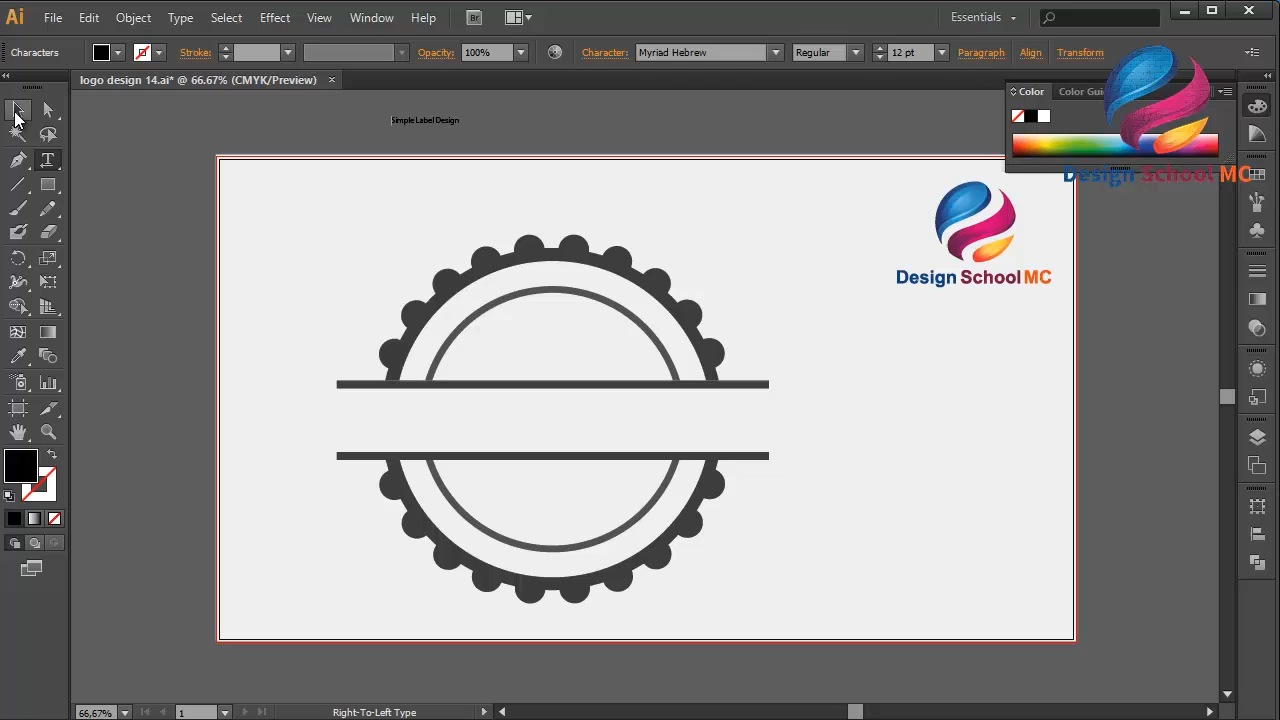 Ai File Edit Object Type Select Effect View Window Help Br Essentials
Characters Stroke: Opacity: 100% Character: Myriad Hebrew Regular 12 pt Paragraph Align Transform
logo design 14.ai* @ 66.67% (CMYK/Preview) ×
Color Color Gui
Simple Label Design
Design School MC
Design School MC
66,67% 1 Right-To-Left Type